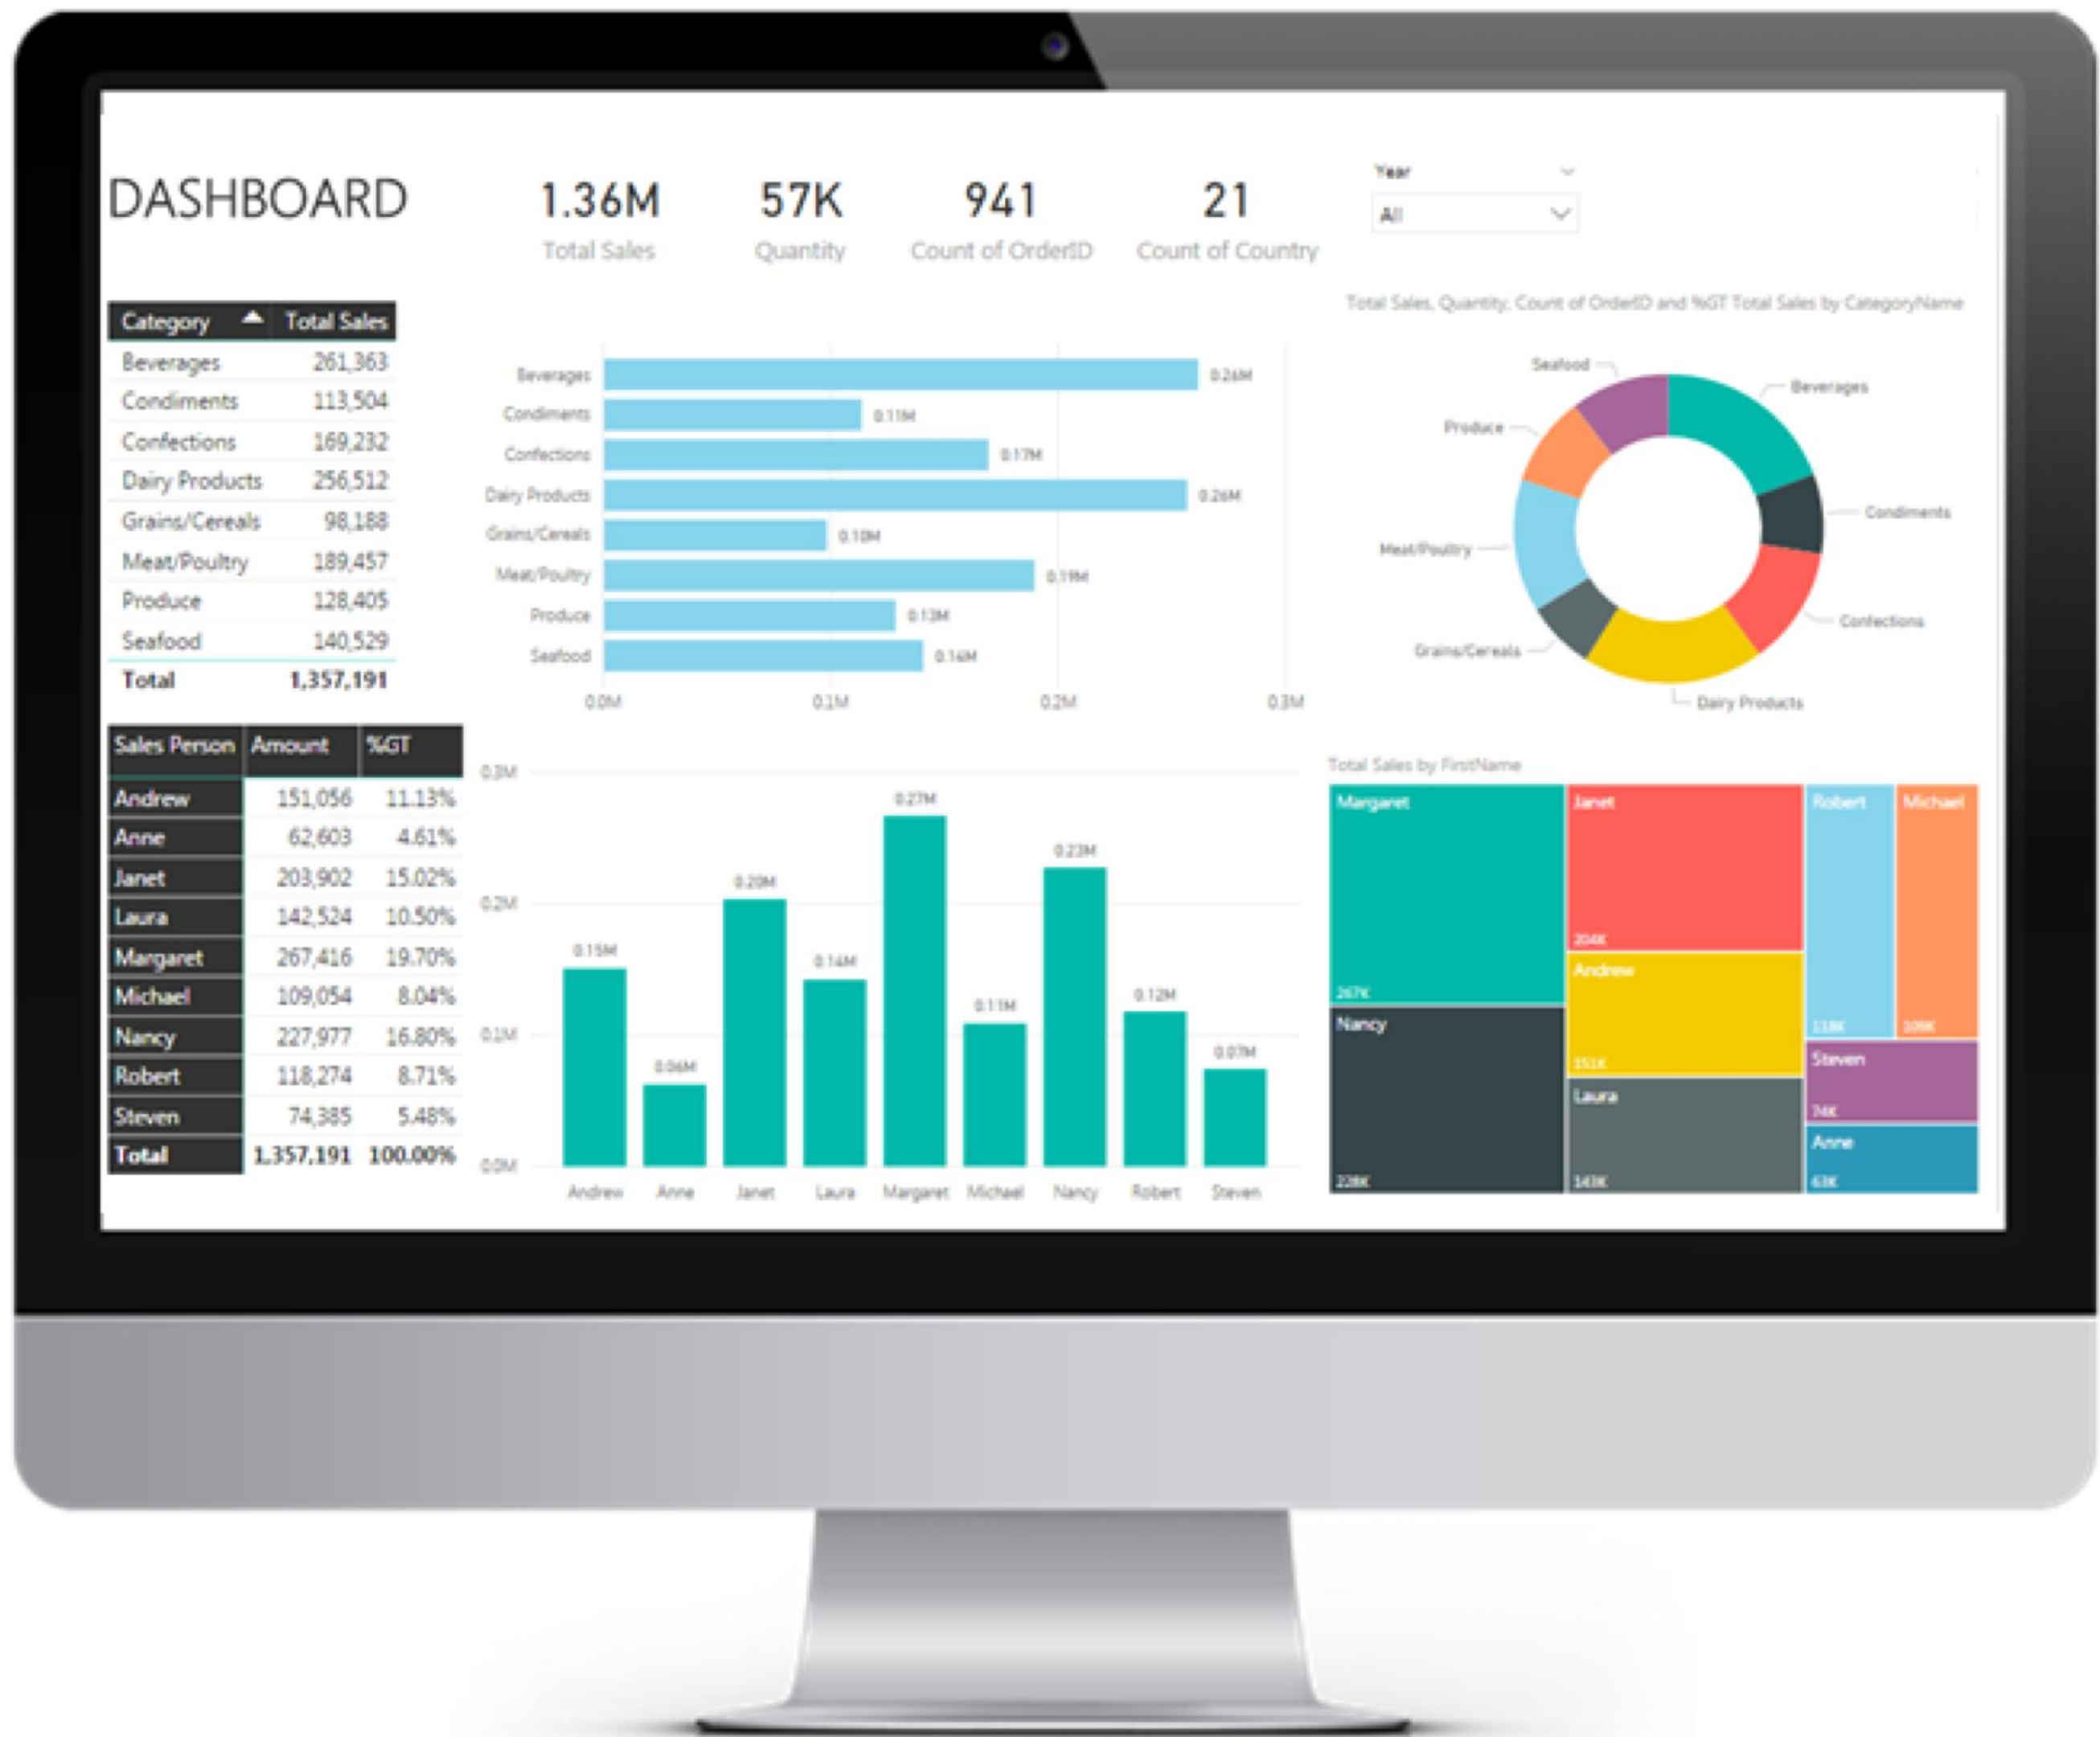 DASHBOARD
1.36M
Total Sales
57K
Quantity
941
Count of OrderID
21
Count of Country
Year
All
Category Total Sales
Beverages 261,363
Condiments 113,504
Confections 169,232
Dairy Products 256,512
Grains/Cereals 98,188
Meat/Poultry 189,457
Produce 128,405
Seafood 140,529
Total 1,357,191
Beverages 0.26M
Condiments 0.11M
Confections 0.17M
Dairy Products 0.26M
Grains/Cereals 0.10M
Meat/Poultry 0.19M
Produce 0.13M
Seafood 0.14M
0.0M 0.1M 0.2M 0.3M
Total Sales, Quantity, Count of OrderID and %GT Total Sales by CategoryName
Seafood
Beverages
Produce
Condiments
Meat/Poultry
Confections
Grains/Cereals
Dairy Products
Sales Person Amount %GT
Andrew 151,056 11.13%
Anne 62,603 4.61%
Janet 203,902 15.02%
Laura 142,524 10.50%
Margaret 267,416 19.70%
Michael 109,054 8.04%
Nancy 227,977 16.80%
Robert 118,274 8.71%
Steven 74,385 5.48%
Total 1,357,191 100.00%
0.3M
0.2M
0.1M
0.0M
0.15M
0.06M
0.20M
0.14M
0.27M
0.11M
0.23M
0.12M
0.07M
Andrew Anne Janet Laura Margaret Michael Nancy Robert Steven
Total Sales by FirstName
Margaret
267K
Nancy
228K
Janet
204K
Andrew
151K
Laura
143K
Robert
118K
Michael
109K
Steven
74K
Anne
63K